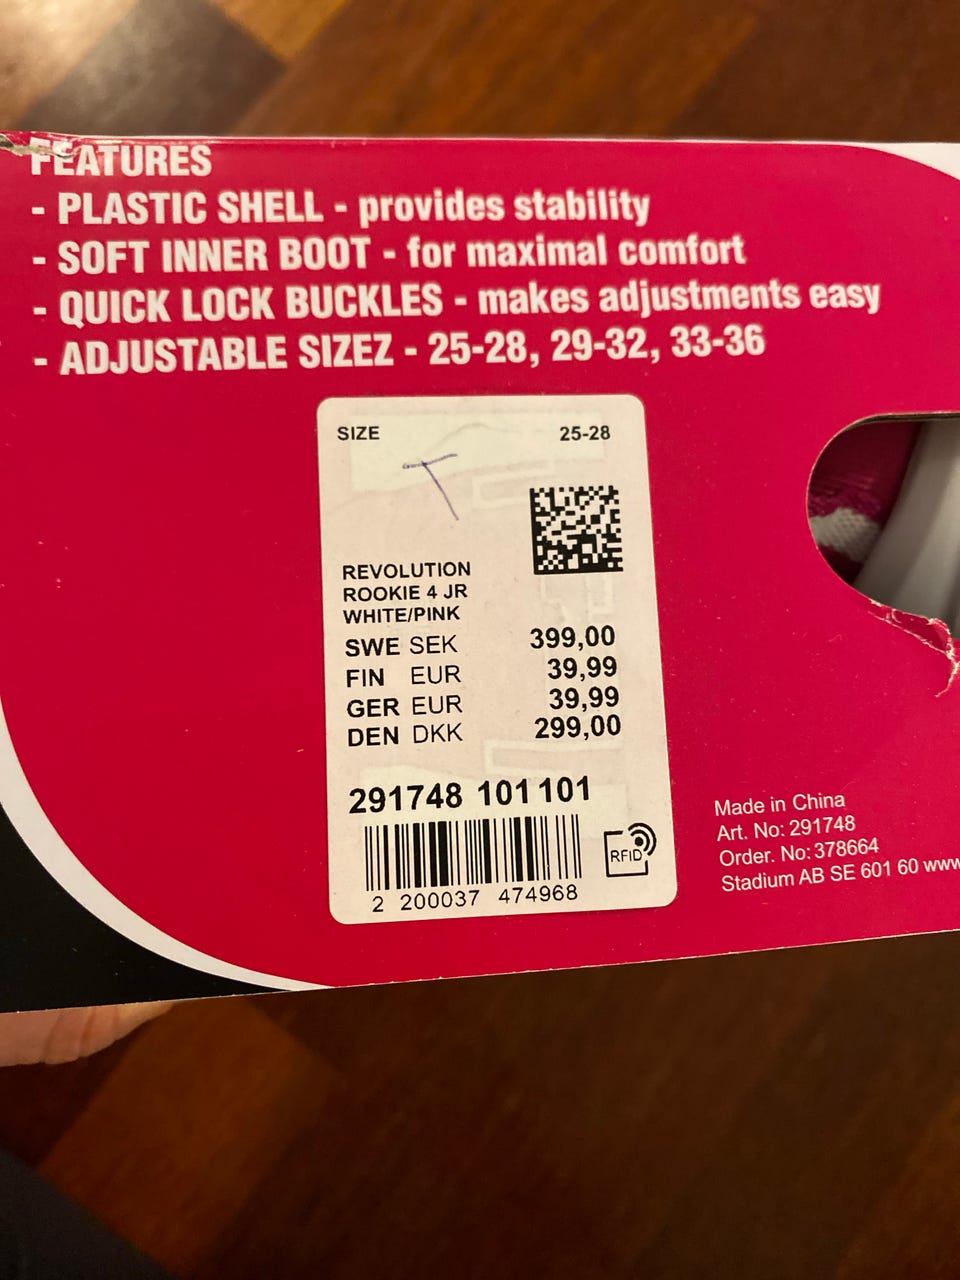 FEATURES
- PLASTIC SHELL - provides stability
- SOFT INNER BOOT - for maximal comfort
- QUICK LOCK BUCKLES - makes adjustments easy
- ADJUSTABLE SIZEZ - 25-28, 29-32, 33-36
SIZE 25-28
REVOLUTION
ROOKIE 4 JR
WHITE/PINK
SWE SEK 399,00
FIN EUR 39,99
GER EUR 39,99
DEN DKK 299,00
291748 101 101
RFID
2 200037 474968
Made in China
Art. No: 291748
Order. No: 378664
Stadium AB SE 601 60 www